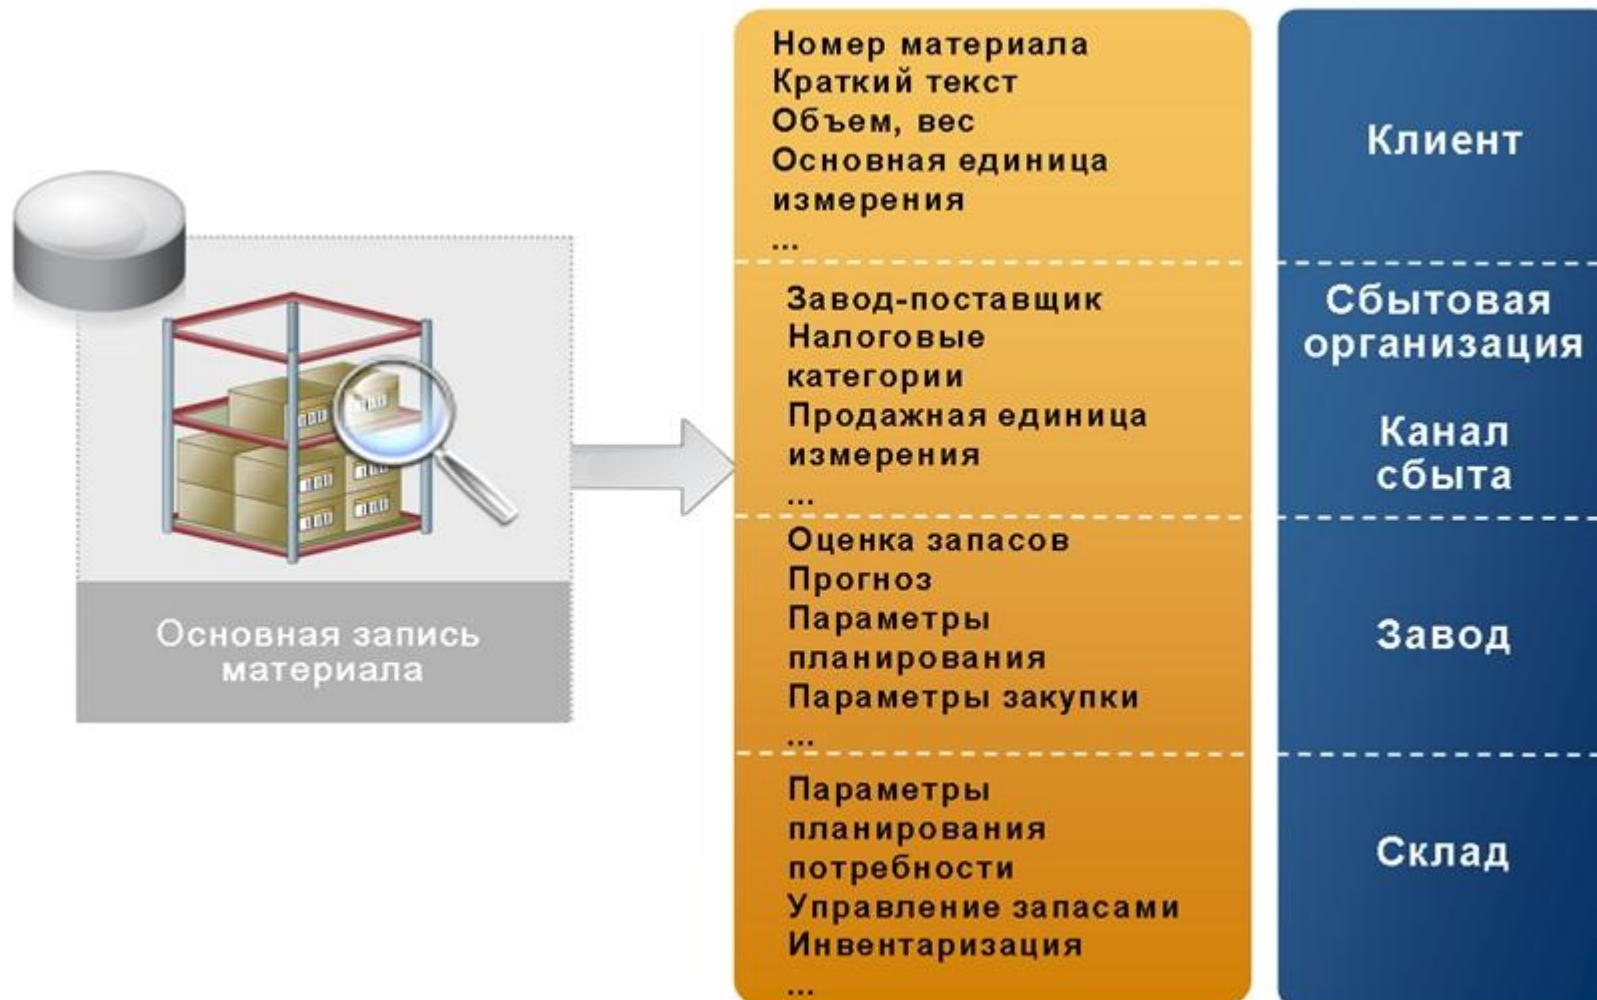 Номер материала
Краткий текст
Объем, вес
Основная единица
измерения
...
Клиент
Завод-поставщик
Налоговые
категории
Продажная единица
измерения
...
Сбытовая
организация
Канал
сбыта
Оценка запасов
Прогноз
Параметры
планирования
Параметры закупки
...
Завод
Параметры
планирования
потребности
Управление запасами
Инвентаризация
...
Склад
Основная запись
материала